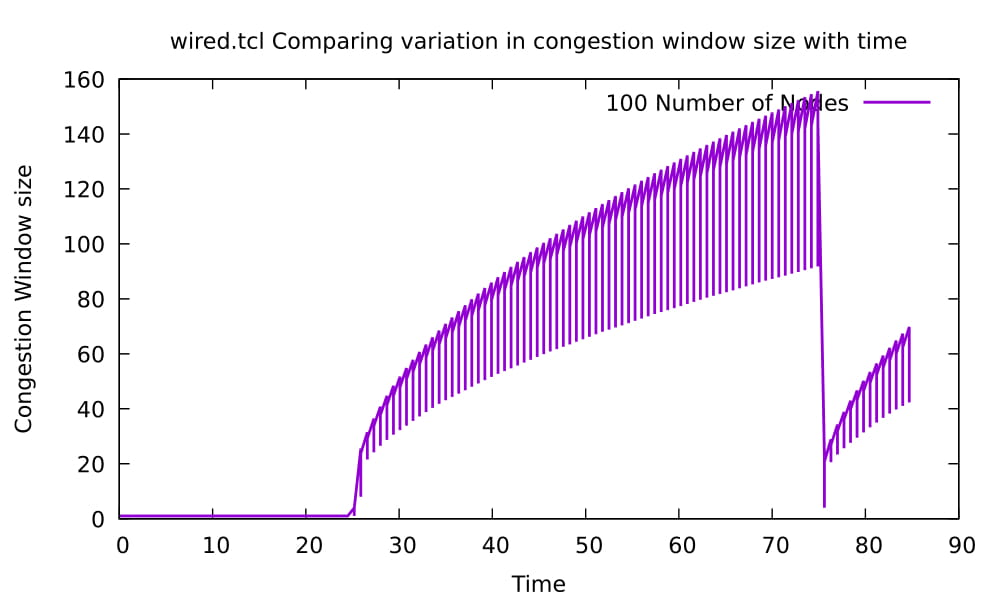 wired.tcl Comparing variation in congestion window size with time
160
140
120
100
80
60
40
20
0
Congestion Window size
100 Number of Nodes
0 10 20 30 40 50 60 70 80 90
Time